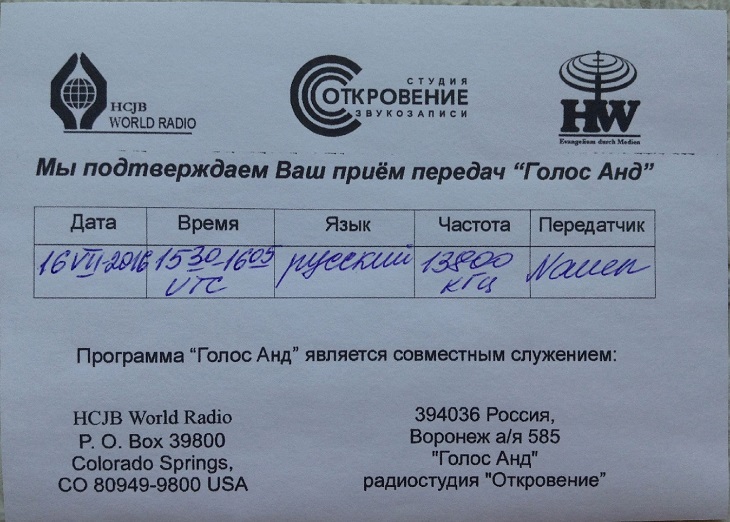 HCJB
WORLD RADIO
СТУДИЯ
ОТКРОВЕНИЕ
ЗВУКОЗАПИСИ
HW
Evangelium durch Medien
Мы подтверждаем Ваш приём передач “Голос Анд”
Дата Время Язык Частота Передатчик
16 VII-2016 15 30 16 05 русский 13800 Nauen
UTC кГц
Программа “Голос Анд” является совместным служением:
HCJB World Radio
P. O. Box 39800
Colorado Springs,
CO 80949-9800 USA
394036 Россия,
Воронеж а/я 585
"Голос Анд"
радиостудия "Откровение”